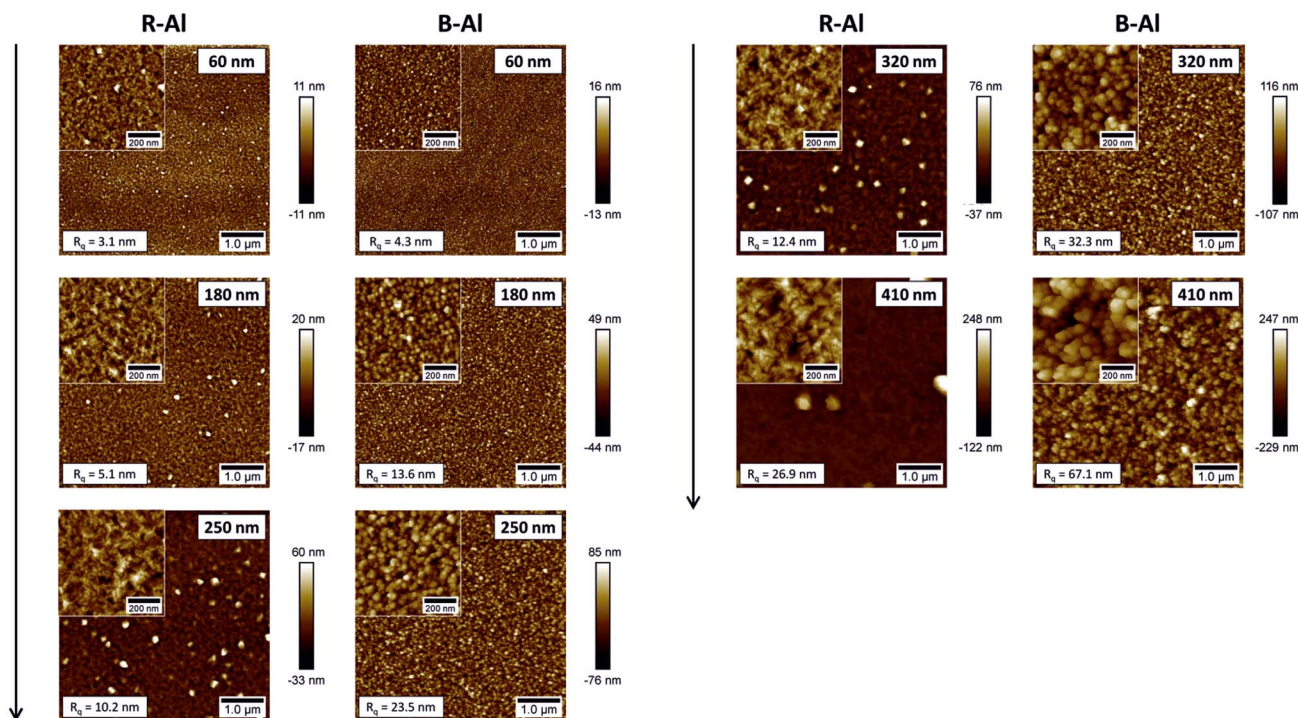 R-Al
B-Al
60 nm
200 nm
R_q = 3.1 nm
1.0 µm
11 nm
-11 nm
60 nm
200 nm
R_q = 4.3 nm
1.0 µm
16 nm
-13 nm
180 nm
200 nm
R_q = 5.1 nm
1.0 µm
20 nm
-17 nm
180 nm
200 nm
R_q = 13.6 nm
1.0 µm
49 nm
-44 nm
250 nm
200 nm
R_q = 10.2 nm
1.0 µm
60 nm
-33 nm
250 nm
200 nm
R_q = 23.5 nm
1.0 µm
85 nm
-76 nm
R-Al
B-Al
320 nm
200 nm
R_q = 12.4 nm
1.0 µm
76 nm
-37 nm
320 nm
200 nm
R_q = 32.3 nm
1.0 µm
116 nm
-107 nm
410 nm
200 nm
R_q = 26.9 nm
1.0 µm
248 nm
-122 nm
410 nm
200 nm
R_q = 67.1 nm
1.0 µm
247 nm
-229 nm